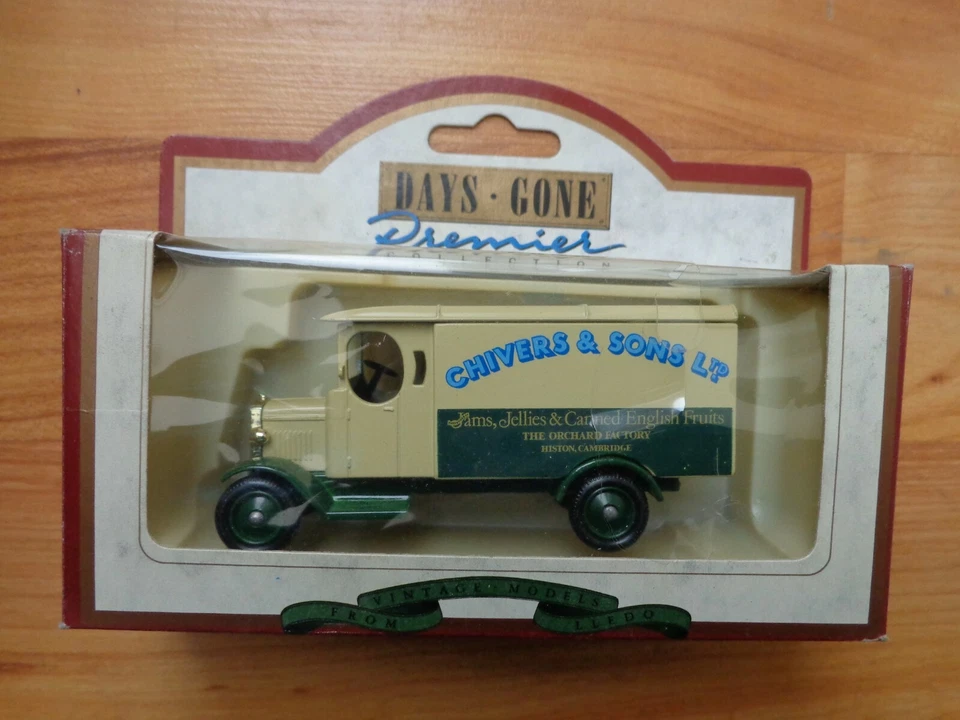 DAYS · GONE
Premier
COLLECTION
CHIVERS & SONS LTD
Jams, Jellies & Canned English Fruits
THE ORCHARD FACTORY
HISTON, CAMBRIDGE
VINTAGE MODELS
FROM LLEDO